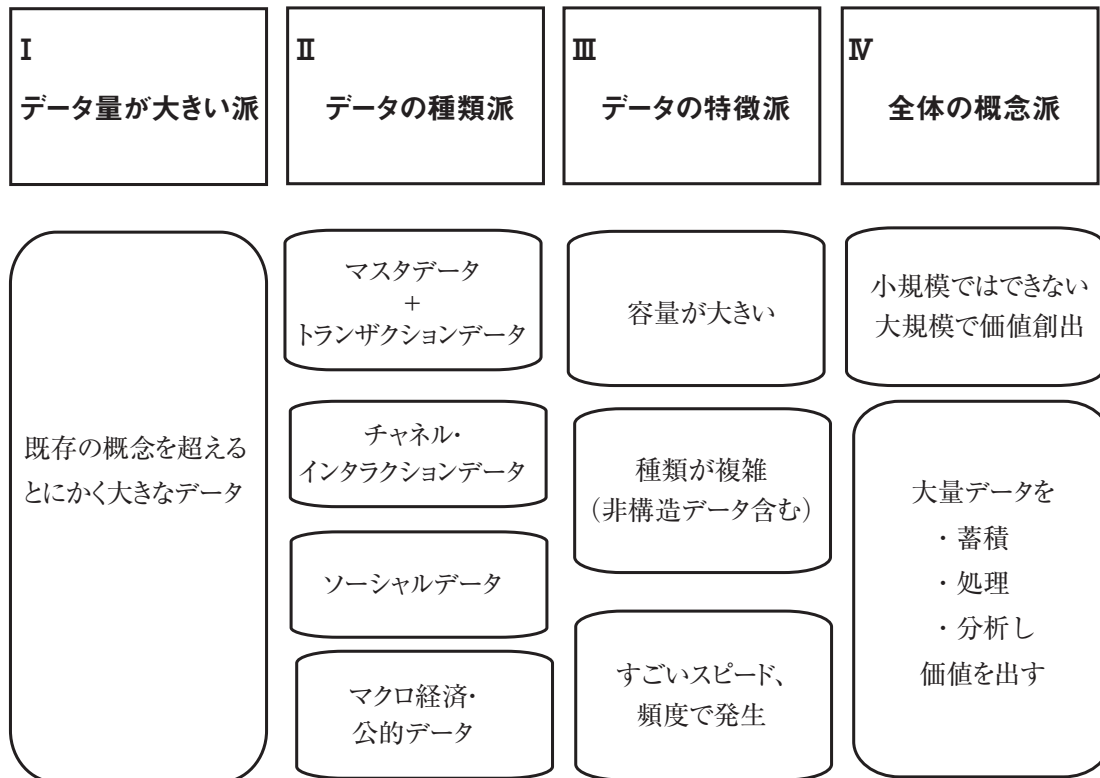 Ⅰ
データ量が大きい派
Ⅱ
データの種類派
Ⅲ
データの特徴派
Ⅳ
全体の概念派
既存の概念を超える
とにかく大きなデータ
マスタデータ
+
トランザクションデータ
チャネル・
インタラクションデータ
ソーシャルデータ
マクロ経済・
公的データ
容量が大きい
種類が複雑
（非構造データ含む）
すごいスピード、
頻度で発生
小規模ではできない
大規模で価値創出
大量データを
・蓄積
・処理
・分析し
価値を出す